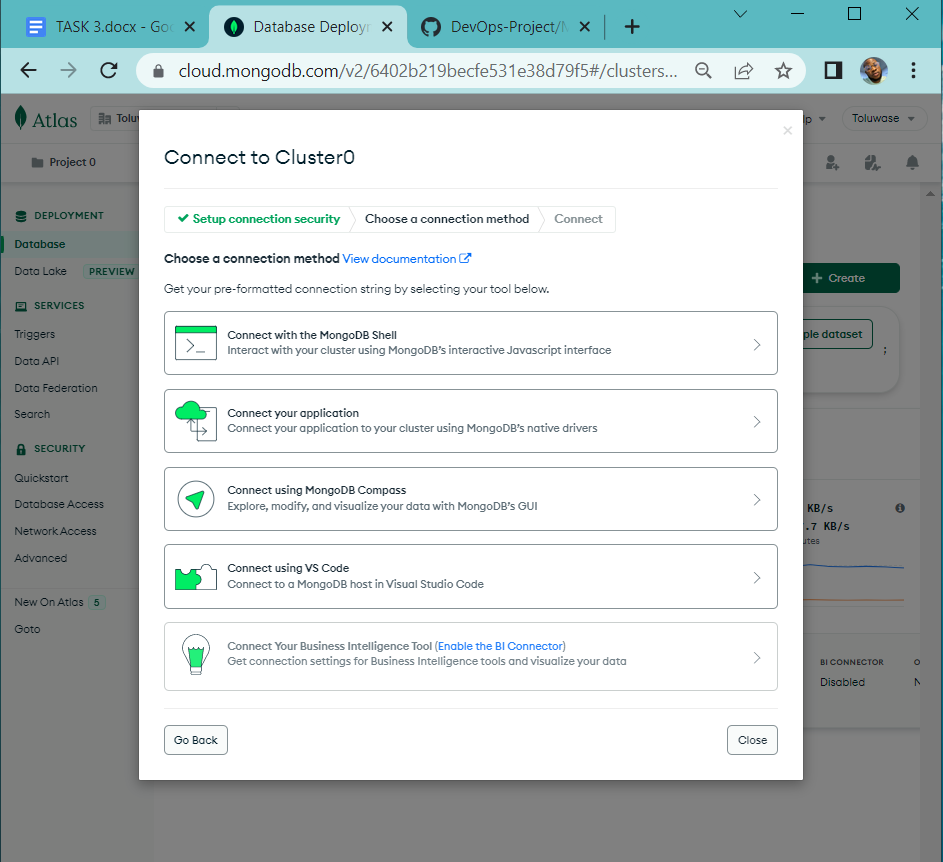 TASK 3.docx - Goo
Database Deploym
DevOps-Project/M
cloud.mongodb.com/v2/6402b219becfe531e38d79f5#/clusters...
Atlas
Toluwase
Project 0
Connect to Cluster0
Setup connection security
Choose a connection method
Connect
Choose a connection method View documentation
Get your pre-formatted connection string by selecting your tool below.
Connect with the MongoDB Shell
Interact with your cluster using MongoDB's interactive Javascript interface
Connect your application
Connect your application to your cluster using MongoDB's native drivers
Connect using MongoDB Compass
Explore, modify, and visualize your data with MongoDB's GUI
Connect using VS Code
Connect to a MongoDB host in Visual Studio Code
Connect Your Business Intelligence Tool (Enable the BI Connector)
Get connection settings for Business Intelligence tools and visualize your data
Go Back
Close
DEPLOYMENT
Database
Data Lake PREVIEW
SERVICES
Triggers
Data API
Data Federation
Search
SECURITY
Quickstart
Database Access
Network Access
Advanced
New On Atlas 5
Goto
+ Create
ple dataset
;
KB/s
.7 KB/s
utes
BI CONNECTOR
Disabled